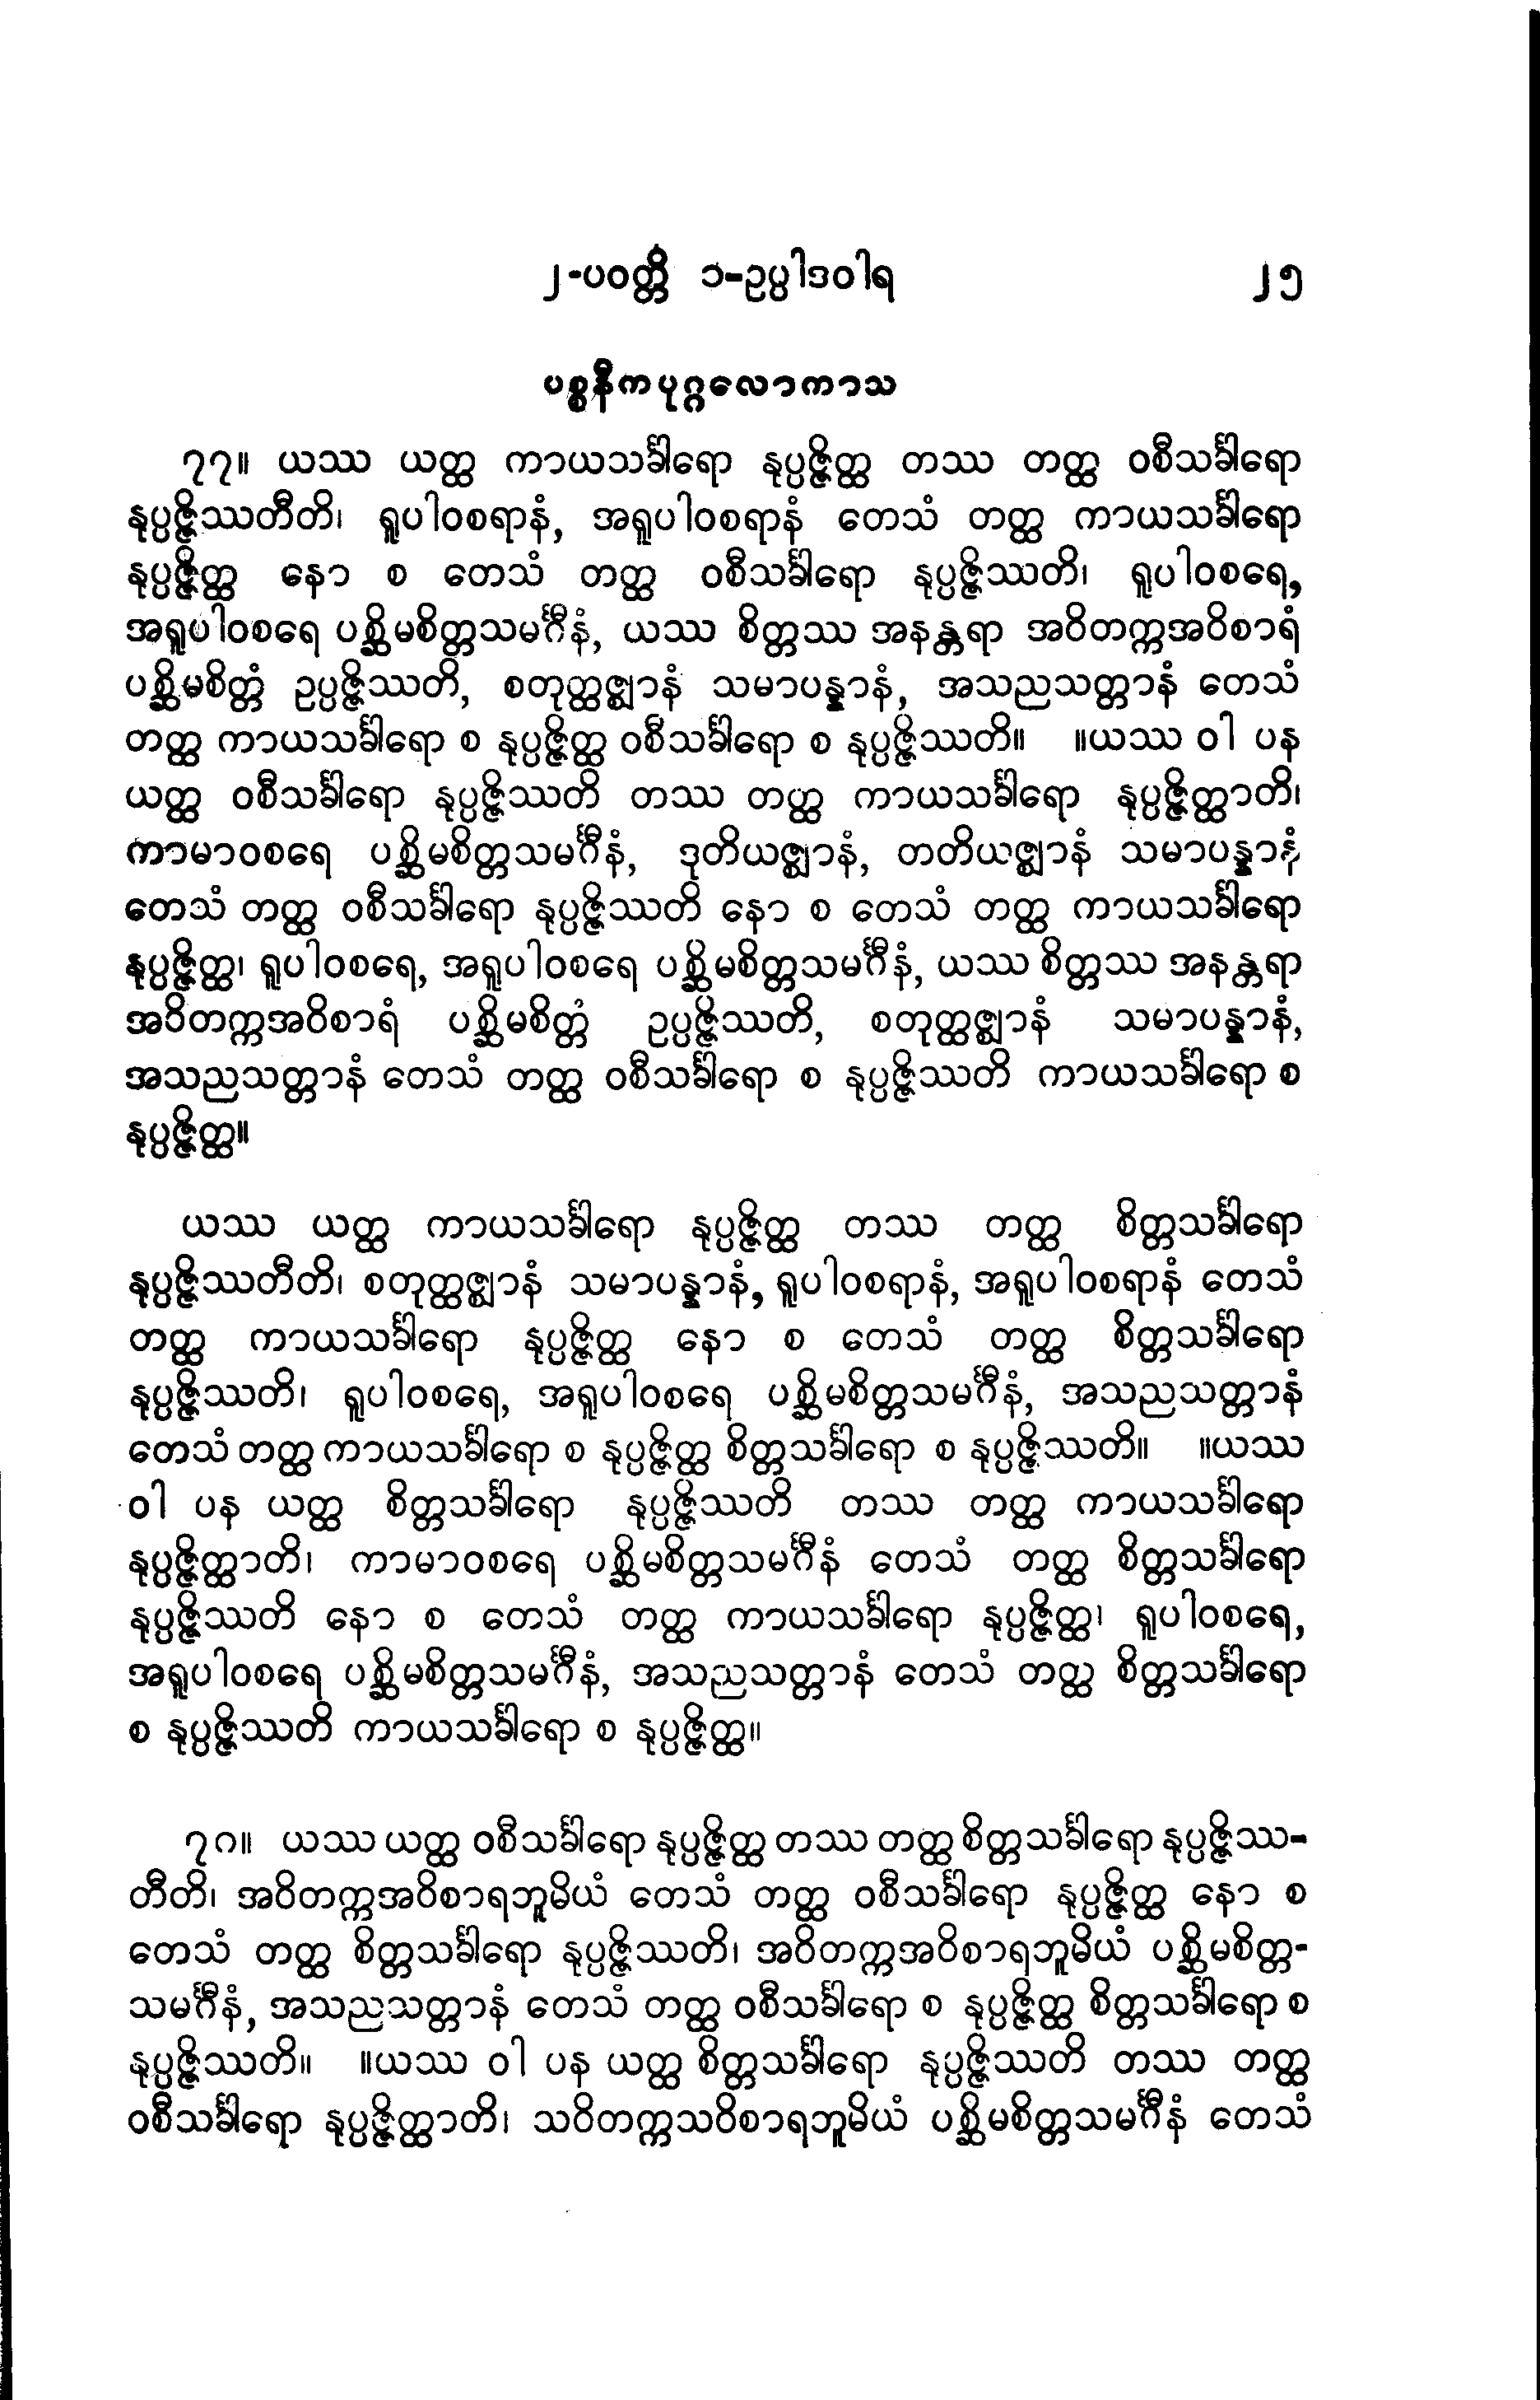 ၂-ပဝတ္တိ ၁-ဥပ္ပါဒဝါရ ၂၅
ပစ္စနီကပုဂ္ဂလောကာသ
၇၇။ ယဿ ယတ္ထ ကာယသင်္ခါရော နုပ္ပဇ္ဇိတ္ထ တဿ တတ္ထ ဝစီသင်္ခါရော
နုပ္ပဇ္ဇိဿတီတိ၊ ရူပါဝစရာနံ, အရူပါဝစရာနံ တေသံ တတ္ထ ကာယသင်္ခါရော
နုပ္ပဇ္ဇိတ္ထ နော စ တေသံ တတ္ထ ဝစီသင်္ခါရော နုပ္ပဇ္ဇိဿတိ၊ ရူပါဝစရေ,
အရူပါဝစရေ ပစ္ဆိမစိတ္တသမင်္ဂီနံ, ယဿ စိတ္တဿ အနန္တရာ အဝိတက္ကအဝိစာရံ
ပစ္ဆိမစိတ္တံ ဥပ္ပဇ္ဇိဿတိ, စတုတ္ထဇ္ဈာနံ သမာပန္နာနံ, အသညသတ္တာနံ တေသံ
တတ္ထ ကာယသင်္ခါရော စ နုပ္ပဇ္ဇိတ္ထ ဝစီသင်္ခါရော စ နုပ္ပဇ္ဇိဿတိ။ ။ယဿ ဝါ ပန
ယတ္ထ ဝစီသင်္ခါရော နုပ္ပဇ္ဇိဿတိ တဿ တတ္ထ ကာယသင်္ခါရော နုပ္ပဇ္ဇိတ္ထာတိ၊
ကာမာဝစရေ ပစ္ဆိမစိတ္တသမင်္ဂီနံ, ဒုတိယဇ္ဈာနံ, တတိယဇ္ဈာနံ သမာပန္နာနံ
တေသံ တတ္ထ ဝစီသင်္ခါရော နုပ္ပဇ္ဇိဿတိ နော စ တေသံ တတ္ထ ကာယသင်္ခါရော
နုပ္ပဇ္ဇိတ္ထ၊ ရူပါဝစရေ, အရူပါဝစရေ ပစ္ဆိမစိတ္တသမင်္ဂီနံ, ယဿ စိတ္တဿ အနန္တရာ
အဝိတက္ကအဝိစာရံ ပစ္ဆိမစိတ္တံ ဥပ္ပဇ္ဇိဿတိ, စတုတ္ထဇ္ဈာနံ သမာပန္နာနံ,
အသညသတ္တာနံ တေသံ တတ္ထ ဝစီသင်္ခါရော စ နုပ္ပဇ္ဇိဿတိ ကာယသင်္ခါရော စ
နုပ္ပဇ္ဇိတ္ထ။
ယဿ ယတ္ထ ကာယသင်္ခါရော နုပ္ပဇ္ဇိတ္ထ တဿ တတ္ထ စိတ္တသင်္ခါရော
နုပ္ပဇ္ဇိဿတီတိ၊ စတုတ္ထဇ္ဈာနံ သမာပန္နာနံ, ရူပါဝစရာနံ, အရူပါဝစရာနံ တေသံ
တတ္ထ ကာယသင်္ခါရော နုပ္ပဇ္ဇိတ္ထ နော စ တေသံ တတ္ထ စိတ္တသင်္ခါရော
နုပ္ပဇ္ဇိဿတိ၊ ရူပါဝစရေ, အရူပါဝစရေ ပစ္ဆိမစိတ္တသမင်္ဂီနံ, အသညသတ္တာနံ
တေသံ တတ္ထ ကာယသင်္ခါရော စ နုပ္ပဇ္ဇိတ္ထ စိတ္တသင်္ခါရော စ နုပ္ပဇ္ဇိဿတိ။ ။ယဿ
ဝါ ပန ယတ္ထ စိတ္တသင်္ခါရော နုပ္ပဇ္ဇိဿတိ တဿ တတ္ထ ကာယသင်္ခါရော
နုပ္ပဇ္ဇိတ္ထာတိ၊ ကာမာဝစရေ ပစ္ဆိမစိတ္တသမင်္ဂီနံ တေသံ တတ္ထ စိတ္တသင်္ခါရော
နုပ္ပဇ္ဇိဿတိ နော စ တေသံ တတ္ထ ကာယသင်္ခါရော နုပ္ပဇ္ဇိတ္ထ၊ ရူပါဝစရေ,
အရူပါဝစရေ ပစ္ဆိမစိတ္တသမင်္ဂီနံ, အသညသတ္တာနံ တေသံ တတ္ထ စိတ္တသင်္ခါရော
စ နုပ္ပဇ္ဇိဿတိ ကာယသင်္ခါရော စ နုပ္ပဇ္ဇိတ္ထ။
၇၈။ ယဿ ယတ္ထ ဝစီသင်္ခါရော နုပ္ပဇ္ဇိတ္ထ တဿ တတ္ထ စိတ္တသင်္ခါရော နုပ္ပဇ္ဇိဿ-
တီတိ၊ အဝိတက္ကအဝိစာရဘူမိယံ တေသံ တတ္ထ ဝစီသင်္ခါရော နုပ္ပဇ္ဇိတ္ထ နော စ
တေသံ တတ္ထ စိတ္တသင်္ခါရော နုပ္ပဇ္ဇိဿတိ၊ အဝိတက္ကအဝိစာရဘူမိယံ ပစ္ဆိမစိတ္တ-
သမင်္ဂီနံ, အသညသတ္တာနံ တေသံ တတ္ထ ဝစီသင်္ခါရော စ နုပ္ပဇ္ဇိတ္ထ စိတ္တသင်္ခါရော စ
နုပ္ပဇ္ဇိဿတိ။ ။ယဿ ဝါ ပန ယတ္ထ စိတ္တသင်္ခါရော နုပ္ပဇ္ဇိဿတိ တဿ တတ္ထ
ဝစီသင်္ခါရော နုပ္ပဇ္ဇိတ္ထာတိ၊ သဝိတက္ကသဝိစာရဘူမိယံ ပစ္ဆိမစိတ္တသမင်္ဂီနံ တေသံ